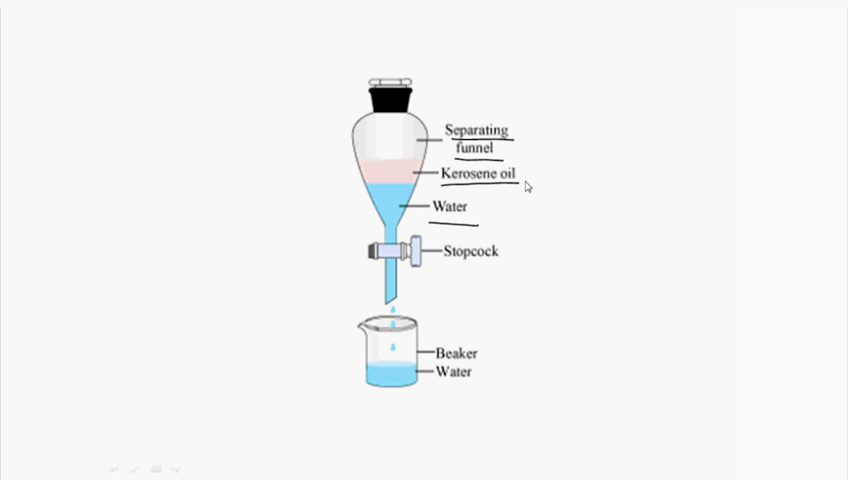 Separating
funnel
Kerosene oil
Water
Stopcock
Beaker
Water